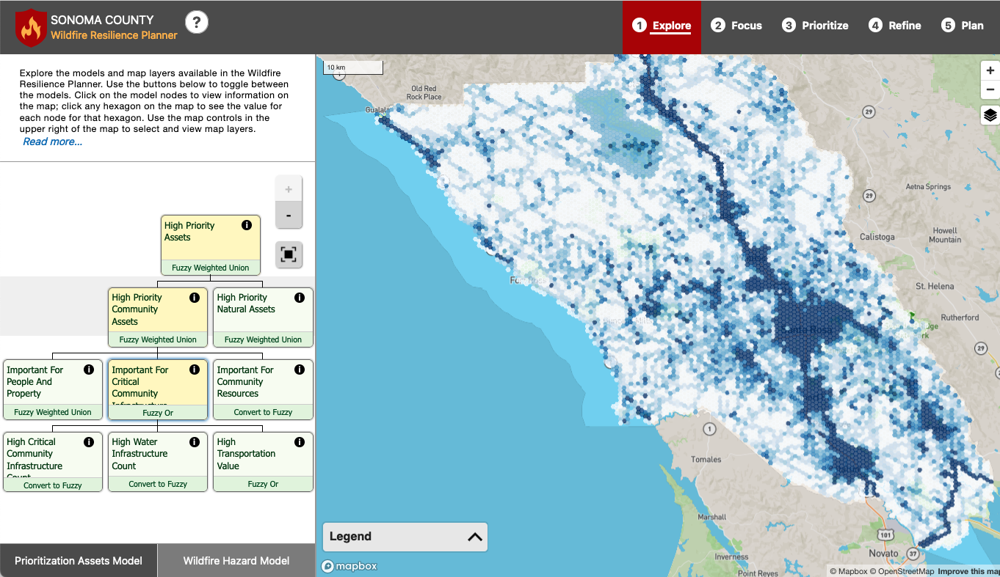 SONOMA COUNTY
Wildfire Resilience Planner
?
1 Explore
2 Focus
3 Prioritize
4 Refine
5 Plan
Explore the models and map layers available in the Wildfire
Resilience Planner. Use the buttons below to toggle between
the models. Click on the model nodes to view information on
the map; click any hexagon on the map to see the value for
each node for that hexagon. Use the map controls in the
upper right of the map to select and view map layers.
Read more...
+
-
High Priority
Assets
Fuzzy Weighted Union
High Priority
Community
Assets
Fuzzy Weighted Union
High Priority
Natural Assets
Fuzzy Weighted Union
Important For
People And
Property
Fuzzy Weighted Union
Important For
Critical
Community
Infrastructure
Fuzzy Or
Important For
Community
Resources
Convert to Fuzzy
High Critical
Community
Infrastructure
Count
Convert to Fuzzy
High Water
Infrastructure
Count
Convert to Fuzzy
High
Transportation
Value
Fuzzy Or
Prioritization Assets Model
Wildfire Hazard Model
10 km
1
Old Red
Rock Place
Gualala
29
+
−
Aetna Springs
29
Calistoga
Howell
Mountain
St. Helena
Rutherford
29
Santa Rosa
1
Tomales
Marshall
101
Novato
37
Inverness
Point Reyes
Legend
mapbox
© Mapbox © OpenStreetMap Improve this map